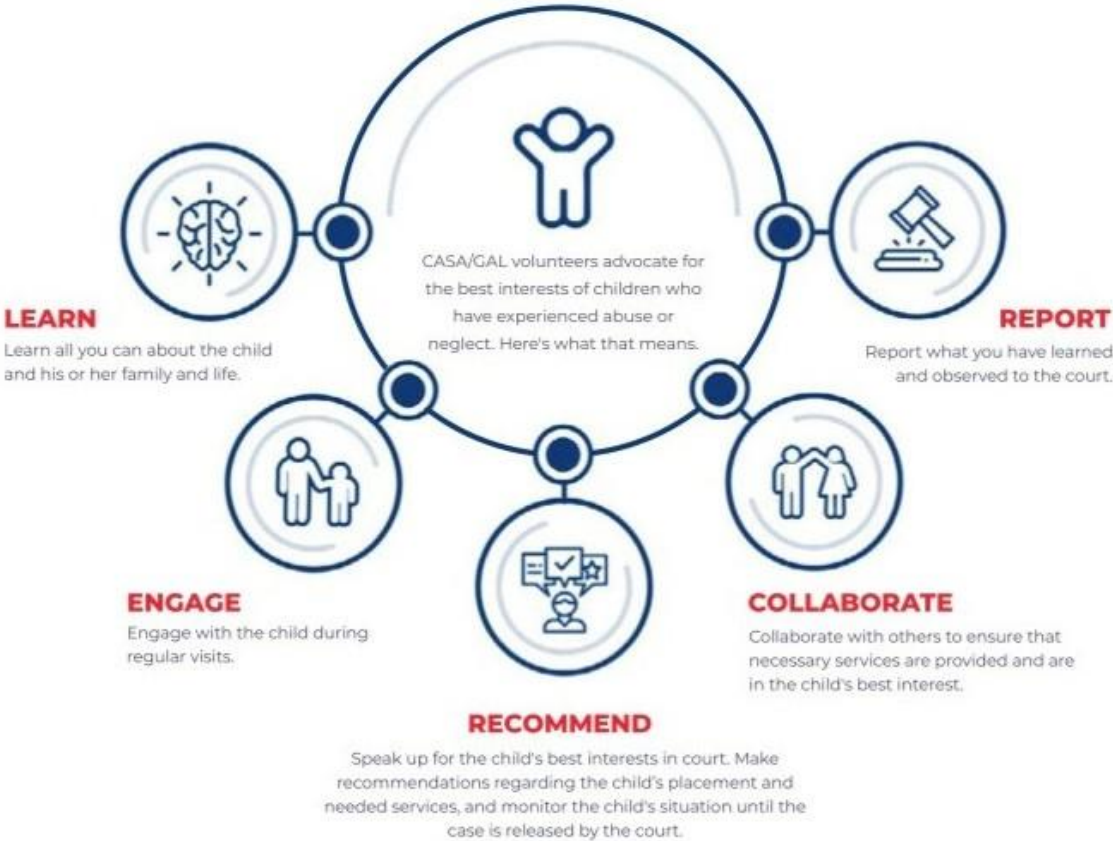 CASA/GAL volunteers advocate for
the best interests of children who
have experienced abuse or
neglect. Here's what that means.
LEARN
Learn all you can about the child
and his or her family and life.
REPORT
Report what you have learned
and observed to the court.
ENGAGE
Engage with the child during
regular visits.
COLLABORATE
Collaborate with others to ensure that
necessary services are provided and are
in the child's best interest.
RECOMMEND
Speak up for the child's best interests in court. Make
recommendations regarding the child's placement and
needed services, and monitor the child's situation until the
case is released by the court.